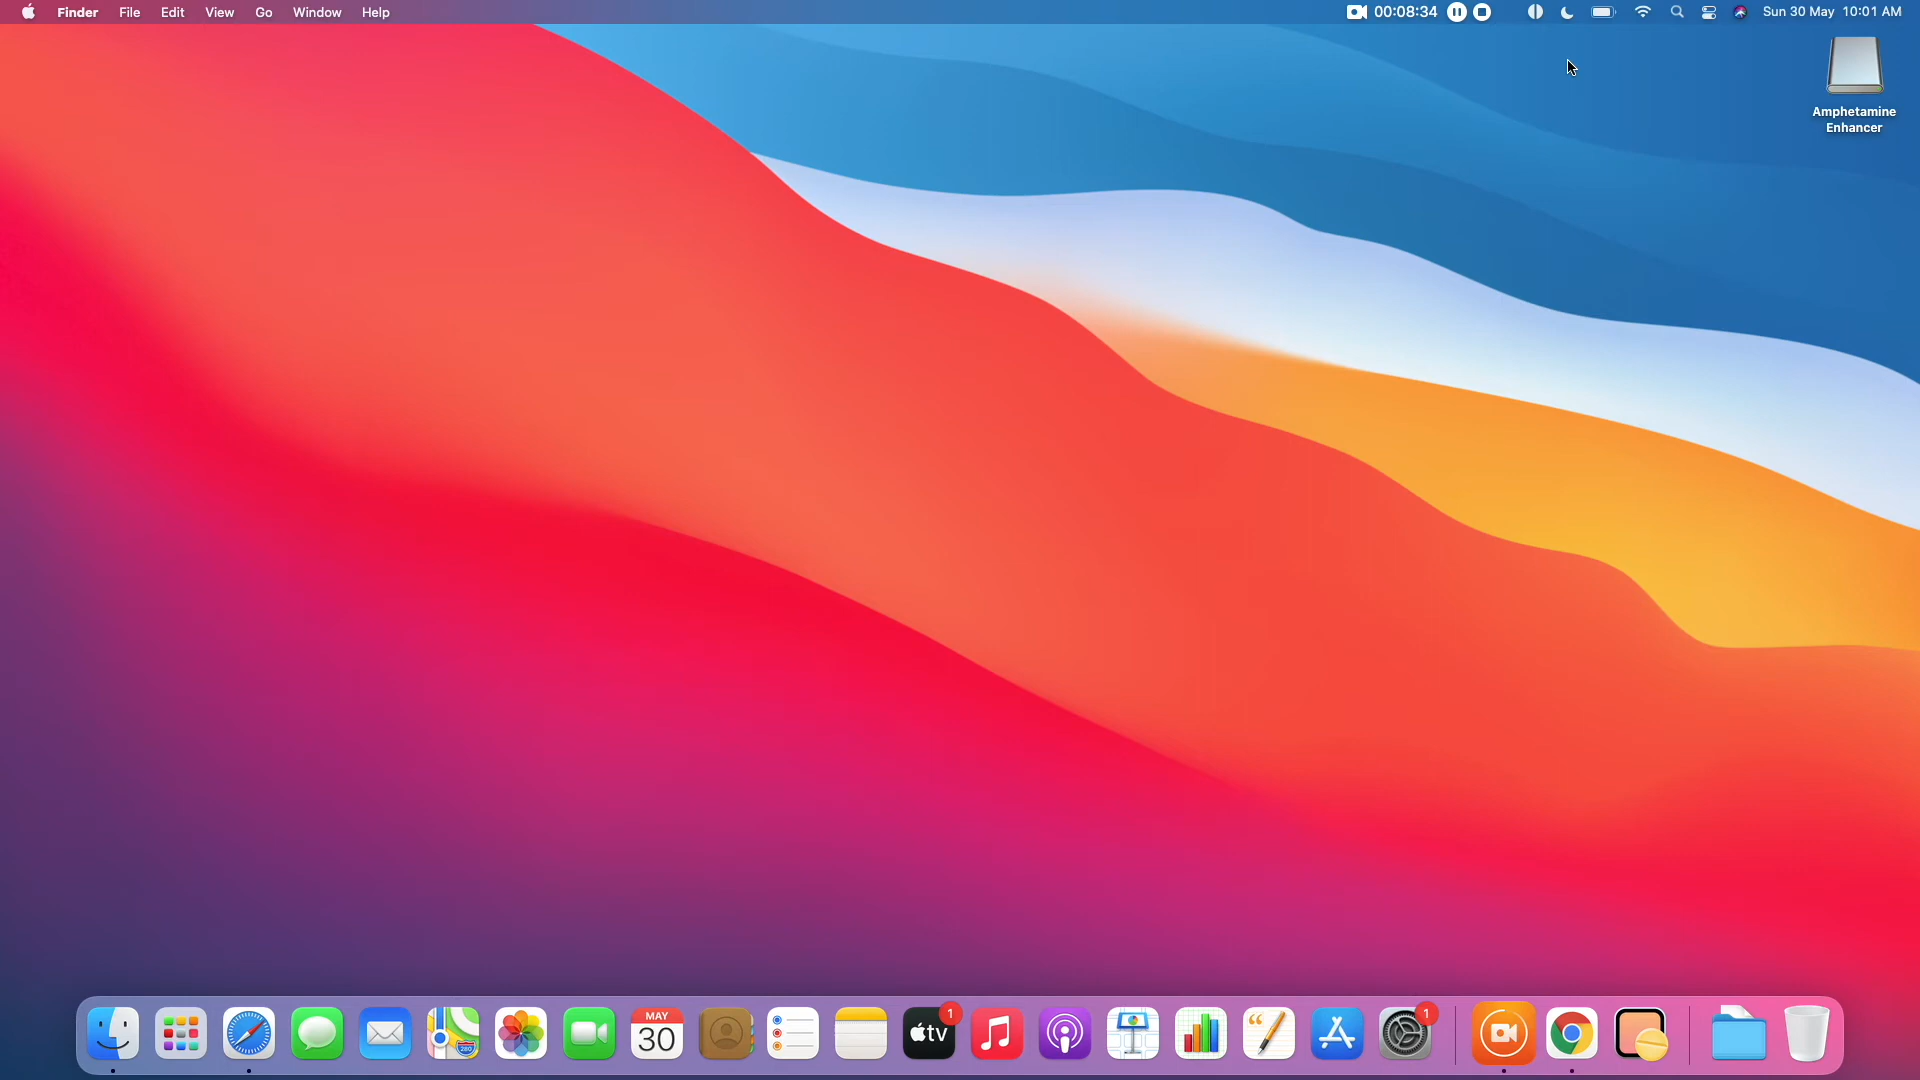 Finder File Edit View Go Window Help 00:08:34 Sun 30 May 10:01 AM
Amphetamine
Enhancer
MAY
30
280
tv
1
1